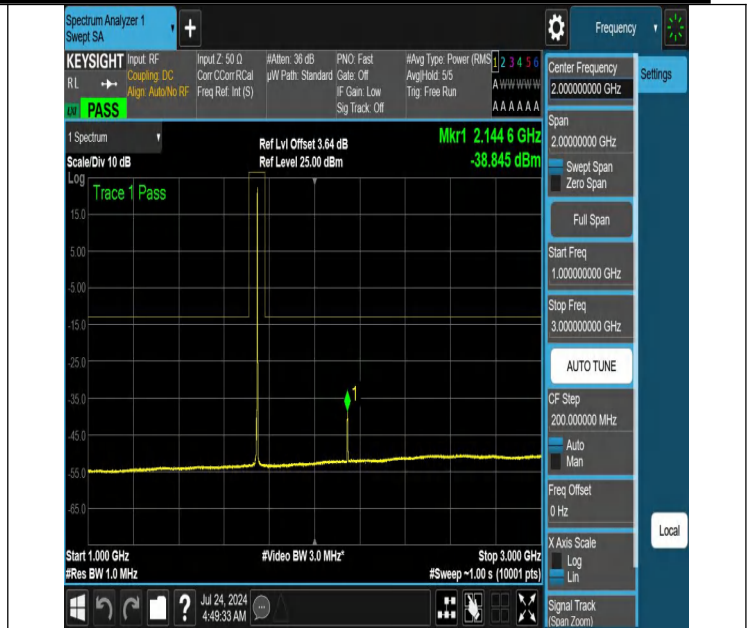 Spectrum Analyzer 1
Swept SA
+
Frequency
KEYSIGHT
RL
PASS
Input: RF
Coupling: DC
Align: Auto/No RF
Input Z: 50 Ω
Corr CCorr RCal
Freq Ref: Int (S)
#Atten: 36 dB
µW Path: Standard
PNO: Fast
Gate: Off
IF Gain: Low
Sig Track: Off
#Avg Type: Power (RMS
Avg|Hold: 5/5
Trig: Free Run
1 2 3 4 5 6
A W W W W W
A A A A A A
Center Frequency
2.000000000 GHz
Settings
1 Spectrum
Scale/Div 10 dB
Ref Lvl Offset 3.64 dB
Ref Level 25.00 dBm
Mkr1 2.144 6 GHz
-38.845 dBm
Log
Trace 1 Pass
15.0
5.00
-5.00
-15.0
-25.0
-35.0
-45.0
-55.0
-65.0
1
Start 1.000 GHz
#Res BW 1.0 MHz
#Video BW 3.0 MHz*
Stop 3.000 GHz
#Sweep ~1.00 s (10001 pts)
Span
2.00000000 GHz
Swept Span
Zero Span
Full Span
Start Freq
1.000000000 GHz
Stop Freq
3.000000000 GHz
AUTO TUNE
CF Step
200.000000 MHz
Auto
Man
Freq Offset
0 Hz
X Axis Scale
Log
Lin
Signal Track
(Span Zoom)
Local
?
Jul 24, 2024
4:49:33 AM